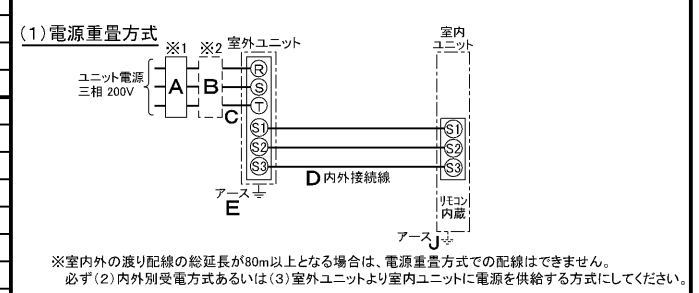 (1)電源重畳方式
※1 ※2 室外ユニット 室内
ユニット
ユニット電源
三相 200V
A B
R
S
T
C
S1 S1
S2 S2
S3 S3
D 内外接続線
アース
E
リモコン
内蔵
アース J
※室内外の渡り配線の総延長が80m以上となる場合は、電源重畳方式での配線はできません。
必ず(2)内外別受電方式あるいは(3)室外ユニットより室内ユニットに電源を供給する方式にしてください。